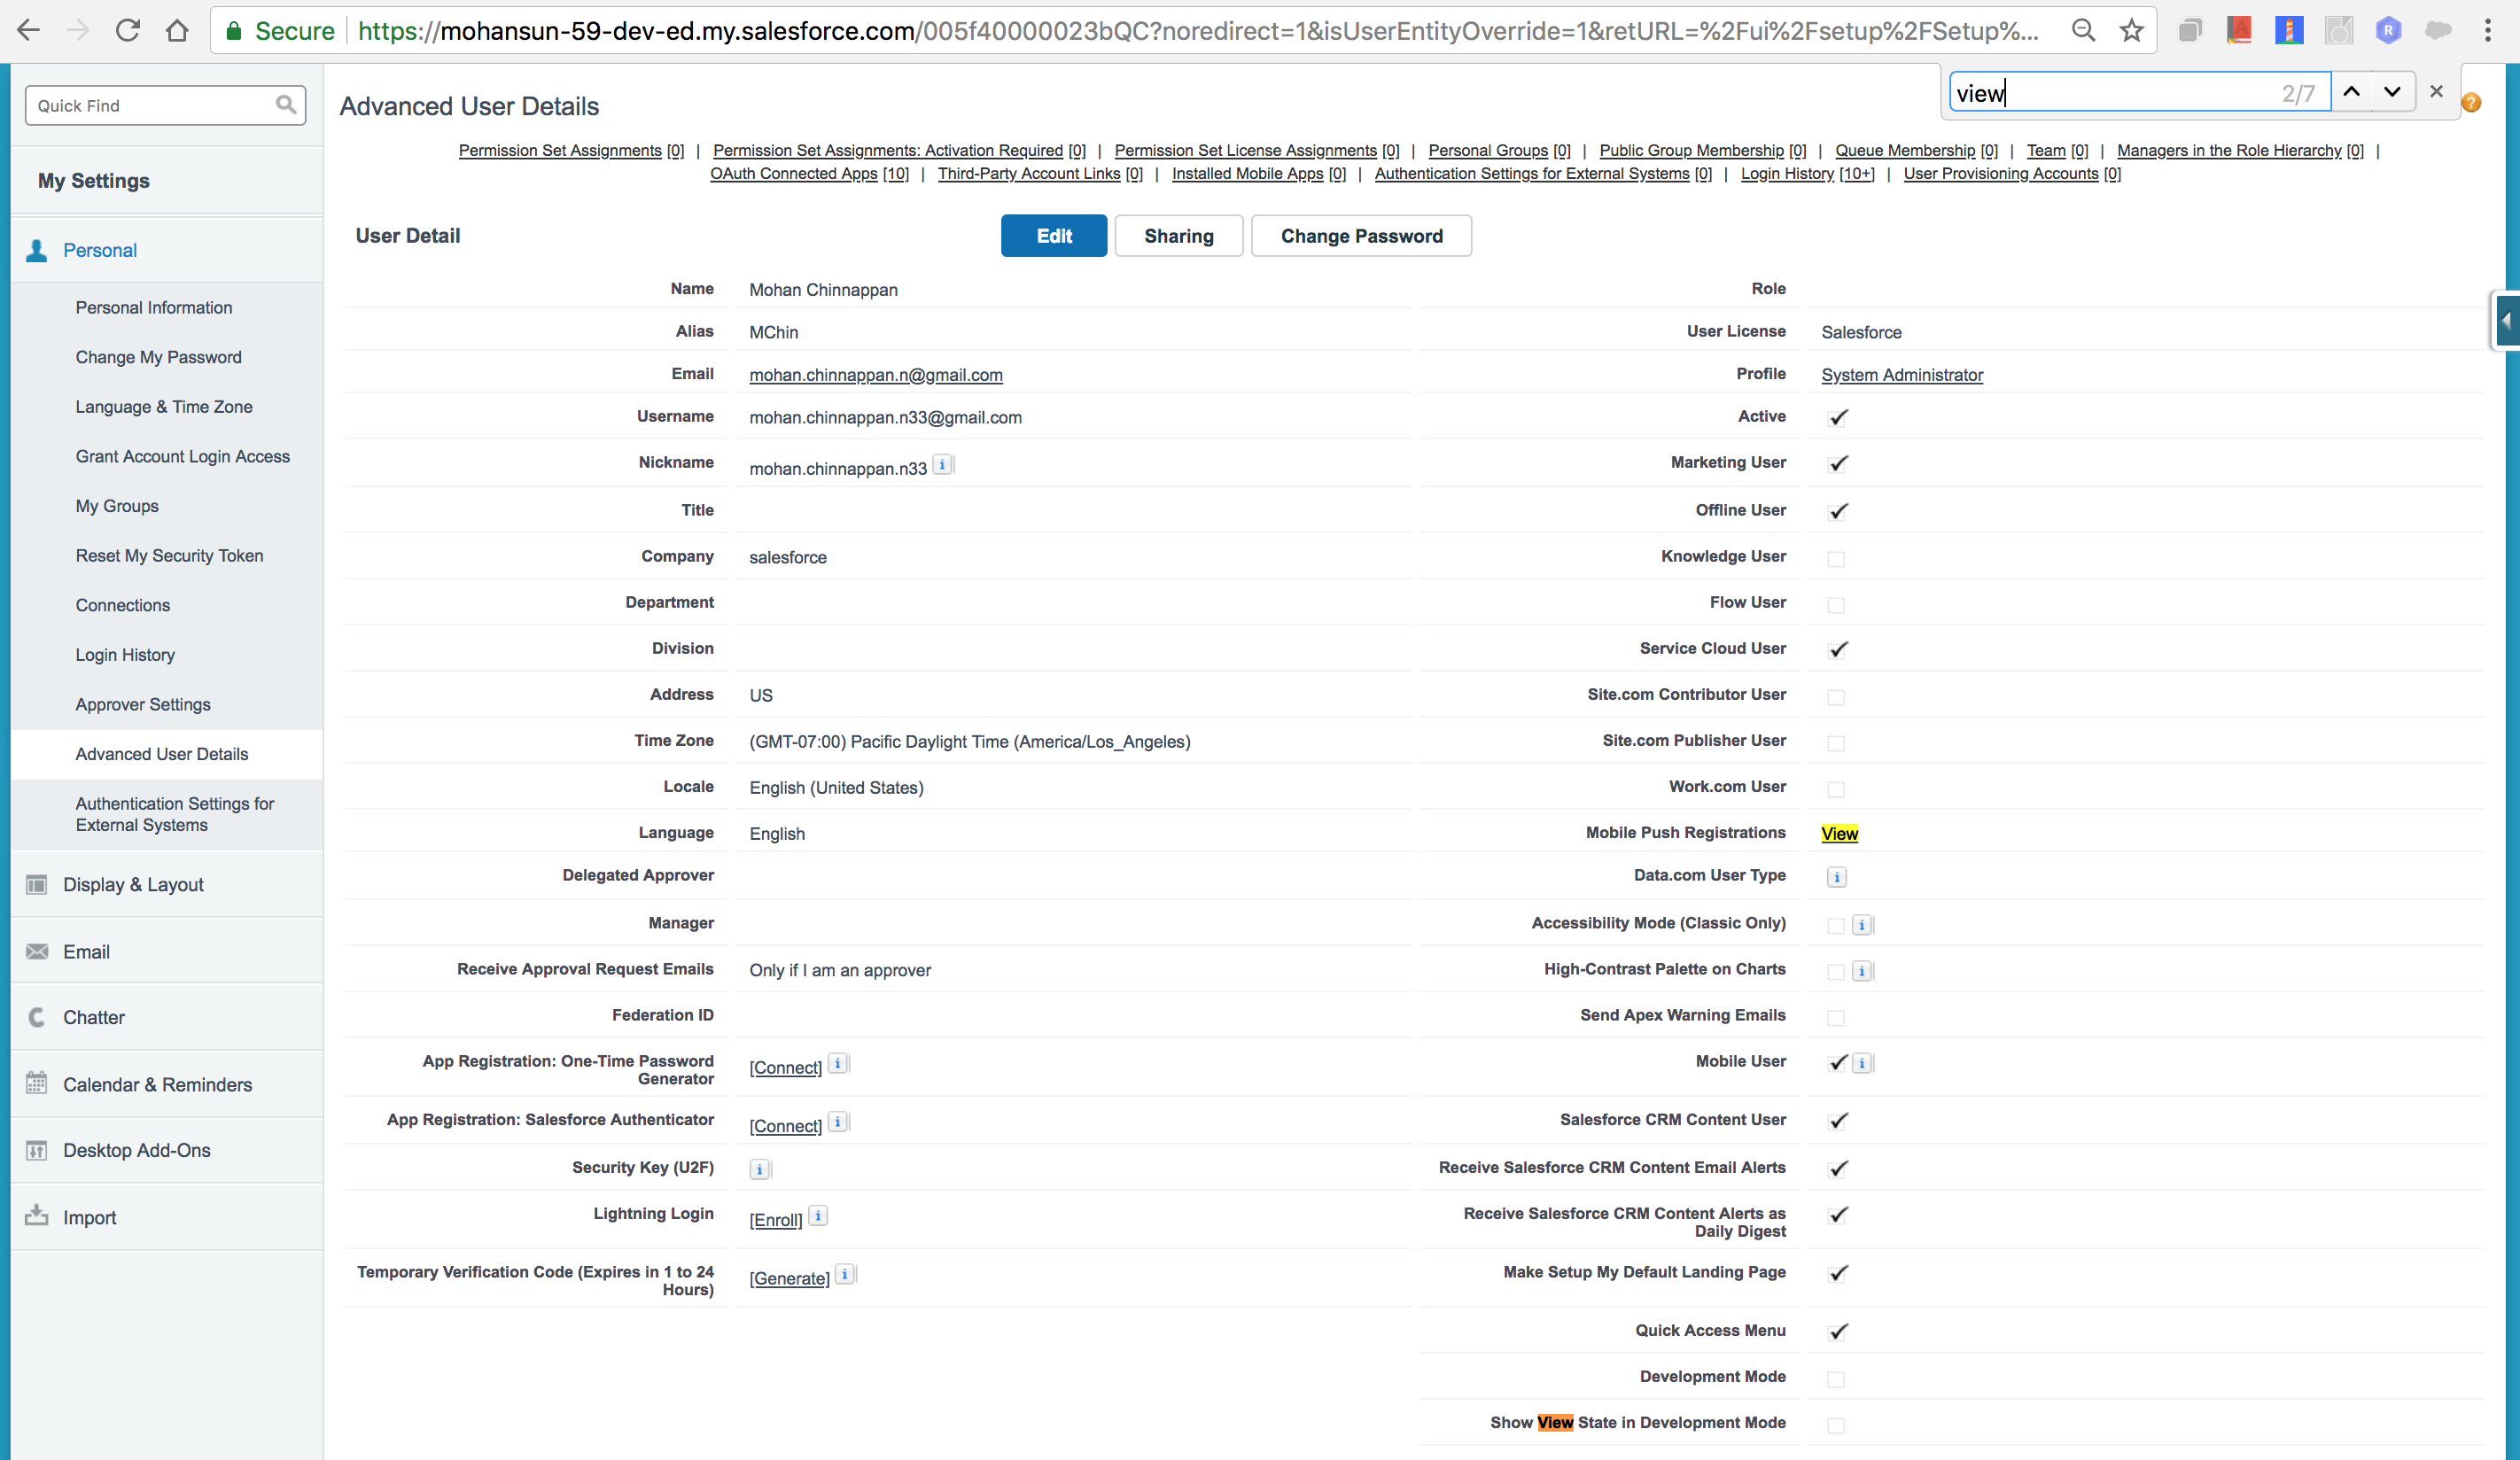 Secure https://mohansun-59-dev-ed.my.salesforce.com/005f40000023bQC?noredirect=1&isUserEntityOverride=1&retURL=%2Fui%2Fsetup%2FSetup%...
view 2/7
Quick Find
My Settings
Personal
Personal Information
Change My Password
Language & Time Zone
Grant Account Login Access
My Groups
Reset My Security Token
Connections
Login History
Approver Settings
Advanced User Details
Authentication Settings for
External Systems
Display & Layout
Email
Chatter
Calendar & Reminders
Desktop Add-Ons
Import
Advanced User Details
Permission Set Assignments [0] | Permission Set Assignments: Activation Required [0] | Permission Set License Assignments [0] | Personal Groups [0] | Public Group Membership [0] | Queue Membership [0] | Team [0] | Managers in the Role Hierarchy [0] |
OAuth Connected Apps [10] | Third-Party Account Links [0] | Installed Mobile Apps [0] | Authentication Settings for External Systems [0] | Login History [10+] | User Provisioning Accounts [0]
User Detail Edit Sharing Change Password
Name Mohan Chinnappan
Alias MChin
Email mohan.chinnappan.n@gmail.com
Username mohan.chinnappan.n33@gmail.com
Nickname mohan.chinnappan.n33 i
Title
Company salesforce
Department
Division
Address US
Time Zone (GMT-07:00) Pacific Daylight Time (America/Los_Angeles)
Locale English (United States)
Language English
Delegated Approver
Manager
Receive Approval Request Emails Only if I am an approver
Federation ID
App Registration: One-Time Password
Generator [Connect] i
App Registration: Salesforce Authenticator [Connect] i
Security Key (U2F) i
Lightning Login [Enroll] i
Temporary Verification Code (Expires in 1 to 24
Hours) [Generate] i
Role
User License Salesforce
Profile System Administrator
Active
Marketing User
Offline User
Knowledge User
Flow User
Service Cloud User
Site.com Contributor User
Site.com Publisher User
Work.com User
Mobile Push Registrations View
Data.com User Type i
Accessibility Mode (Classic Only) i
High-Contrast Palette on Charts i
Send Apex Warning Emails
Mobile User i
Salesforce CRM Content User
Receive Salesforce CRM Content Email Alerts
Receive Salesforce CRM Content Alerts as
Daily Digest
Make Setup My Default Landing Page
Quick Access Menu
Development Mode
Show View State in Development Mode